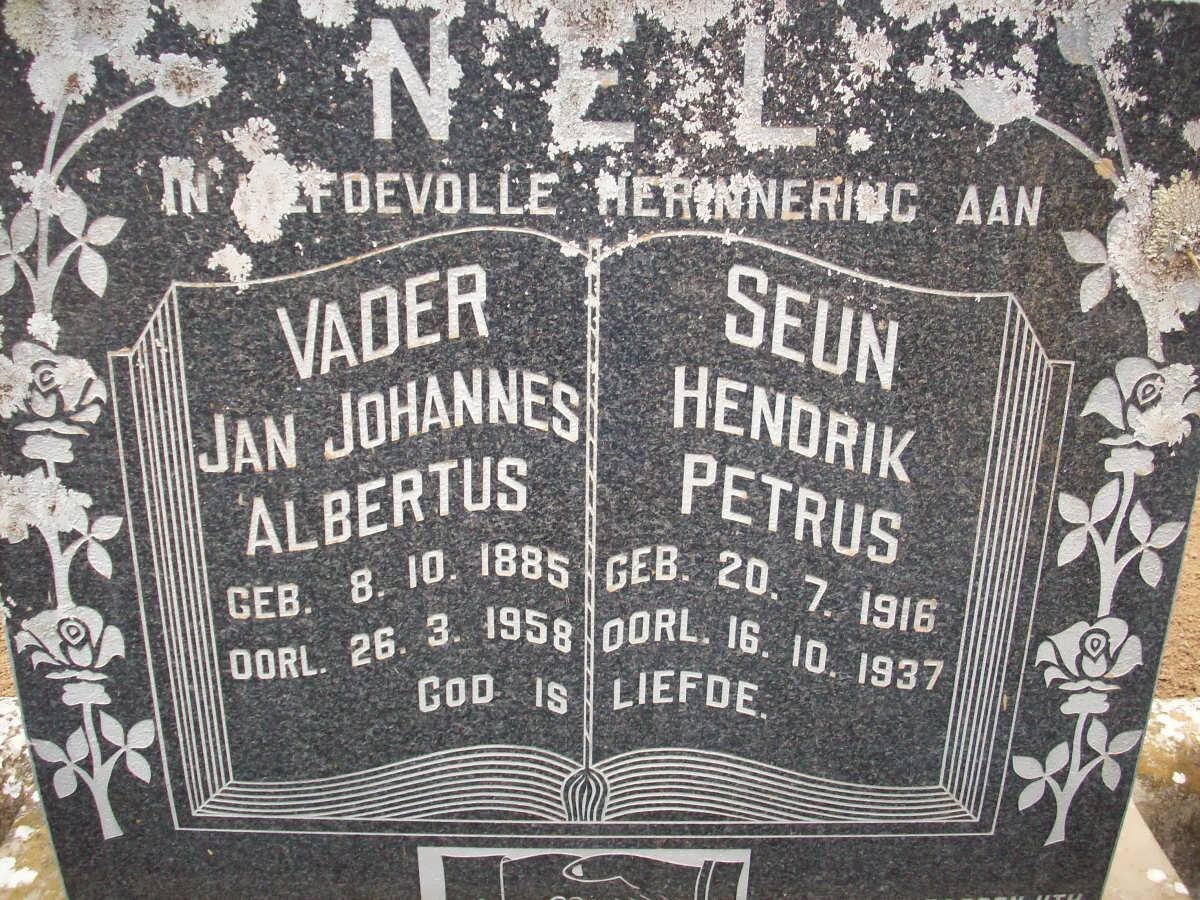 NEL
IN LIEFDEVOLLE HERINNERING AAN
VADER
JAN JOHANNES
ALBERTUS
GEB. 8. 10. 1885
OORL. 26. 3. 1958
SEUN
HENDRIK
PETRUS
GEB. 20. 7. 1916
OORL. 16. 10. 1937
GOD IS LIEFDE.